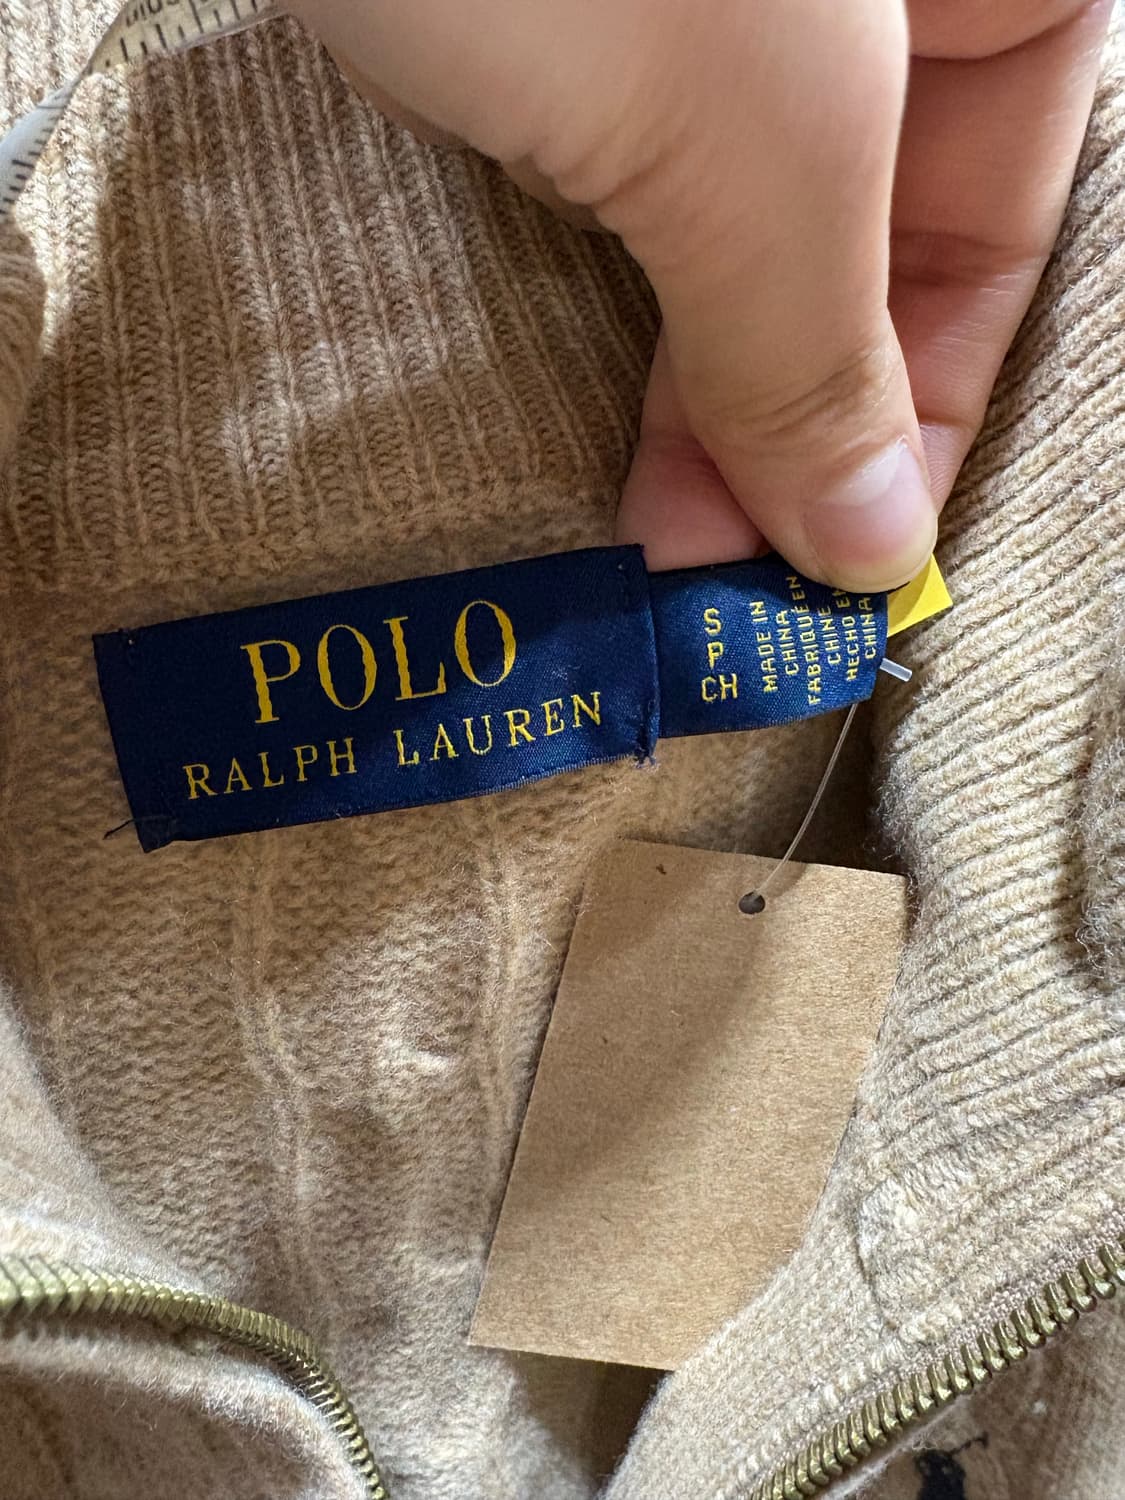 POLO
RALPH LAUREN
S
P
CH
MADE IN
CHINA
FABRIQUÉ EN
CHINE
HECHO EN
CHINA